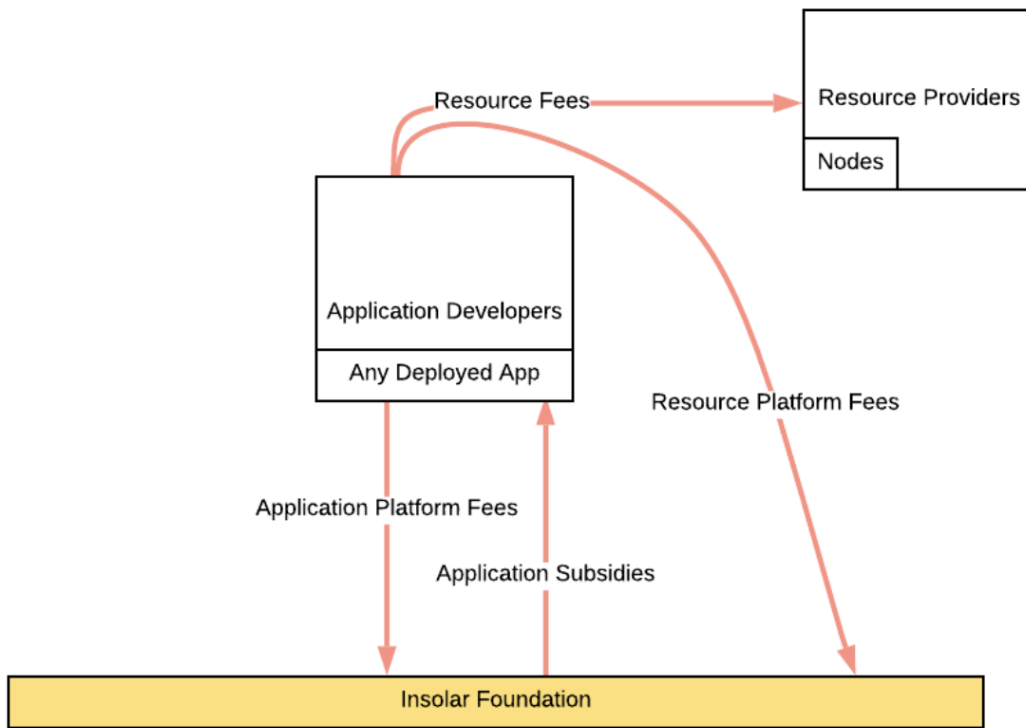 Resource Fees
Resource Providers
Nodes
Application Developers
Any Deployed App
Resource Platform Fees
Application Platform Fees
Application Subsidies
Insolar Foundation